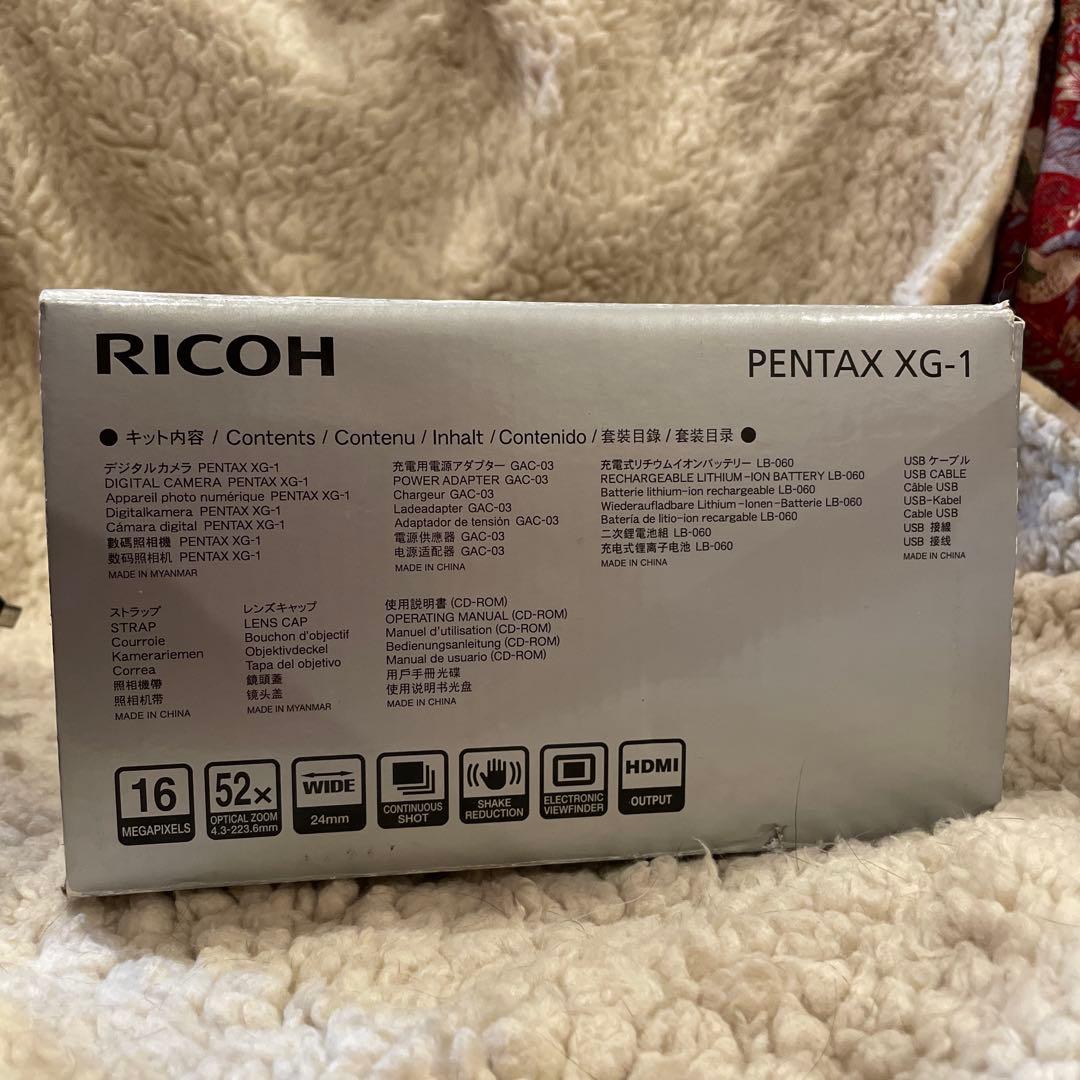 RICOH
PENTAX XG-1
● キット内容 / Contents / Contenu / Inhalt / Contenido / 套裝目錄 / 套装目录 ●
デジタルカメラ PENTAX XG-1
DIGITAL CAMERA PENTAX XG-1
Appareil photo numérique PENTAX XG-1
Digitalkamera PENTAX XG-1
Cámara digital PENTAX XG-1
數碼照相機 PENTAX XG-1
数码照相机 PENTAX XG-1
MADE IN MYANMAR
充電用電源アダプター GAC-03
POWER ADAPTER GAC-03
Chargeur GAC-03
Ladeadapter GAC-03
Adaptador de tensión GAC-03
電源供應器 GAC-03
电源适配器 GAC-03
MADE IN CHINA
充電式リチウムイオンバッテリー LB-060
RECHARGEABLE LITHIUM-ION BATTERY LB-060
Batterie lithium-ion rechargeable LB-060
Wiederaufladbare Lithium-Ionen-Batterie LB-060
Batería de litio-ion recargable LB-060
二次鋰電池組 LB-060
充电式锂离子电池 LB-060
MADE IN CHINA
USB ケーブル
USB CABLE
Câble USB
USB-Kabel
Cable USB
USB 接線
USB 接线
MADE IN CHINA
ストラップ
STRAP
Courroie
Kamerariemen
Correa
照相機帶
照相机带
MADE IN CHINA
レンズキャップ
LENS CAP
Bouchon d'objectif
Objektivdeckel
Tapa del objetivo
鏡頭蓋
镜头盖
MADE IN MYANMAR
使用説明書 (CD-ROM)
OPERATING MANUAL (CD-ROM)
Manuel d'utilisation (CD-ROM)
Bedienungsanleitung (CD-ROM)
Manual de usuario (CD-ROM)
用戶手冊光碟
使用说明书光盘
MADE IN CHINA
16
MEGAPIXELS
52x
OPTICAL ZOOM
4.3-223.6mm
WIDE
24mm
CONTINUOUS
SHOT
SHAKE
REDUCTION
ELECTRONIC
VIEWFINDER
HDMI
OUTPUT